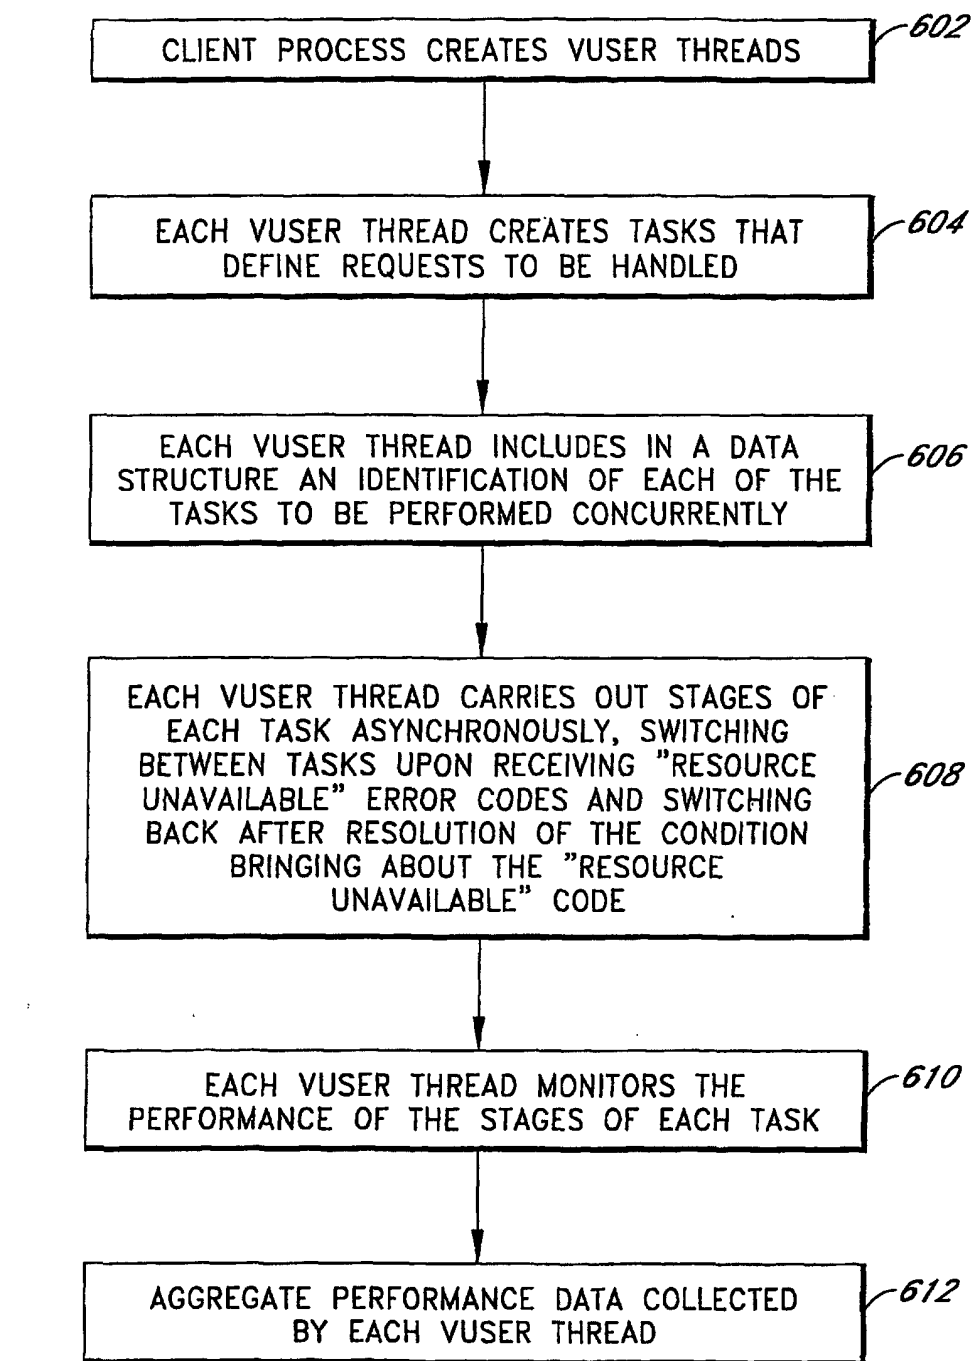 CLIENT PROCESS CREATES VUSER THREADS
602
EACH VUSER THREAD CREATES TASKS THAT
DEFINE REQUESTS TO BE HANDLED
604
EACH VUSER THREAD INCLUDES IN A DATA
STRUCTURE AN IDENTIFICATION OF EACH OF THE
TASKS TO BE PERFORMED CONCURRENTLY
606
EACH VUSER THREAD CARRIES OUT STAGES OF
EACH TASK ASYNCHRONOUSLY, SWITCHING
BETWEEN TASKS UPON RECEIVING "RESOURCE
UNAVAILABLE" ERROR CODES AND SWITCHING
BACK AFTER RESOLUTION OF THE CONDITION
BRINGING ABOUT THE "RESOURCE
UNAVAILABLE" CODE
608
EACH VUSER THREAD MONITORS THE
PERFORMANCE OF THE STAGES OF EACH TASK
610
AGGREGATE PERFORMANCE DATA COLLECTED
BY EACH VUSER THREAD
612